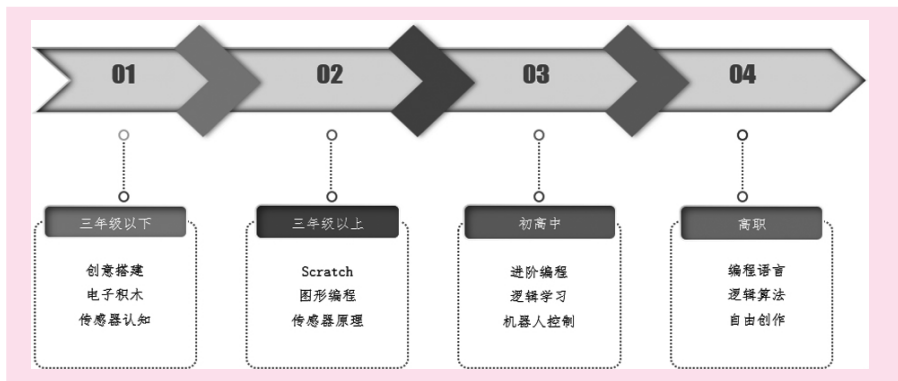 01
02
03
04
三年级以下
创意搭建
电子积木
传感器认知
三年级以上
Scratch
图形编程
传感器原理
初高中
进阶编程
逻辑学习
机器人控制
高职
编程语言
逻辑算法
自由创作